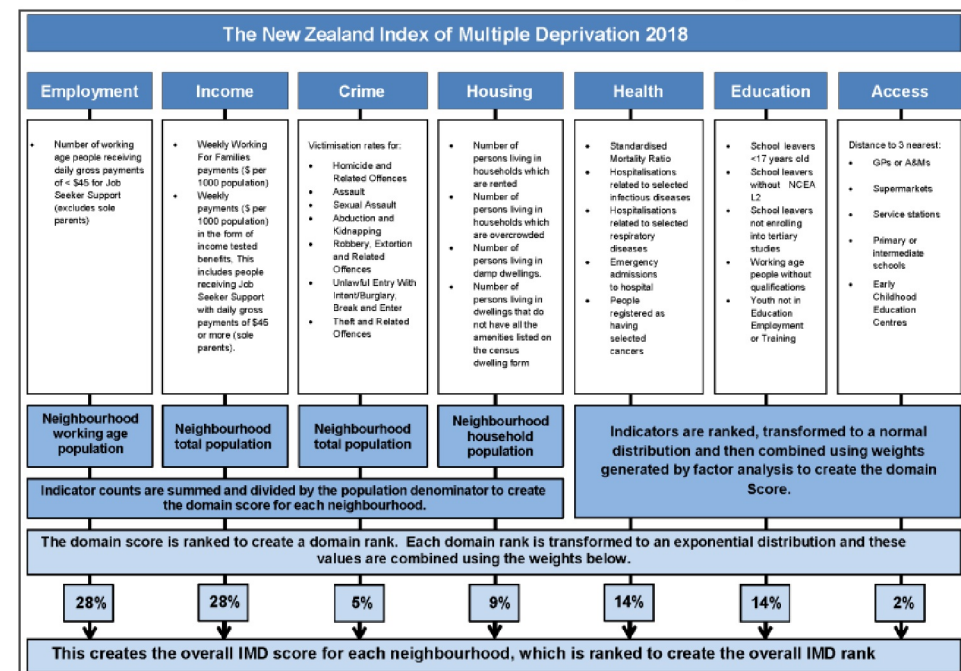 The New Zealand Index of Multiple Deprivation 2018
Employment
Number of working
age people receiving
daily gross payments
of < $45 for Job
Seeker Support
(excludes sole
parents)
Neighbourhood
working age
population
Income
Weekly Working
For Families
payments ($ per
1000 population)
Weekly
payments ($ per
1000 population)
in the form of
income tested
benefits, This
includes people
receiving Job
Seeker Support
with daily gross
payments of $45
or more (sole
parents).
Neighbourhood
total population
Crime
Victimisation rates for:
Homicide and
Related Offences
Assault
Sexual Assault
Abduction and
Kidnapping
Robbery, Extortion
and Related
Offences
Unlawful Entry With
Intent/Burglary,
Break and Enter
Theft and Related
Offences
Neighbourhood
total population
Housing
Number of
persons living in
households which
are rented
Number of
persons living in
households which
are overcrowded
Number of
persons living in
damp dwellings.
Number of
persons living in
dwellings that do
not have all the
amenities listed on
the census
dwelling form
Neighbourhood
household
population
Health
Standardised
Mortality Ratio
Hospitalisations
related to selected
infectious diseases
Hospitalisations
related to selected
respiratory
diseases
Emergency
admissions
to hospital
People
registered as
having
selected
cancers
Education
School leavers
<17 years old
School leavers
without NCEA
L2
School leavers
not enrolling
into tertiary
studies
Working age
people without
qualifications
Youth not in
Education
Employment
or Training
Access
Distance to 3 nearest:
GPs or A&Ms
Supermarkets
Service stations
Primary or
intermediate
schools
Early
Childhood
Education
Centres
Indicator counts are summed and divided by the population denominator to create
the domain score for each neighbourhood.
Indicators are ranked, transformed to a normal
distribution and then combined using weights
generated by factor analysis to create the domain
Score.
The domain score is ranked to create a domain rank. Each domain rank is transformed to an exponential distribution and these
values are combined using the weights below.
28% 28% 5% 9% 14% 14% 2%
This creates the overall IMD score for each neighbourhood, which is ranked to create the overall IMD rank